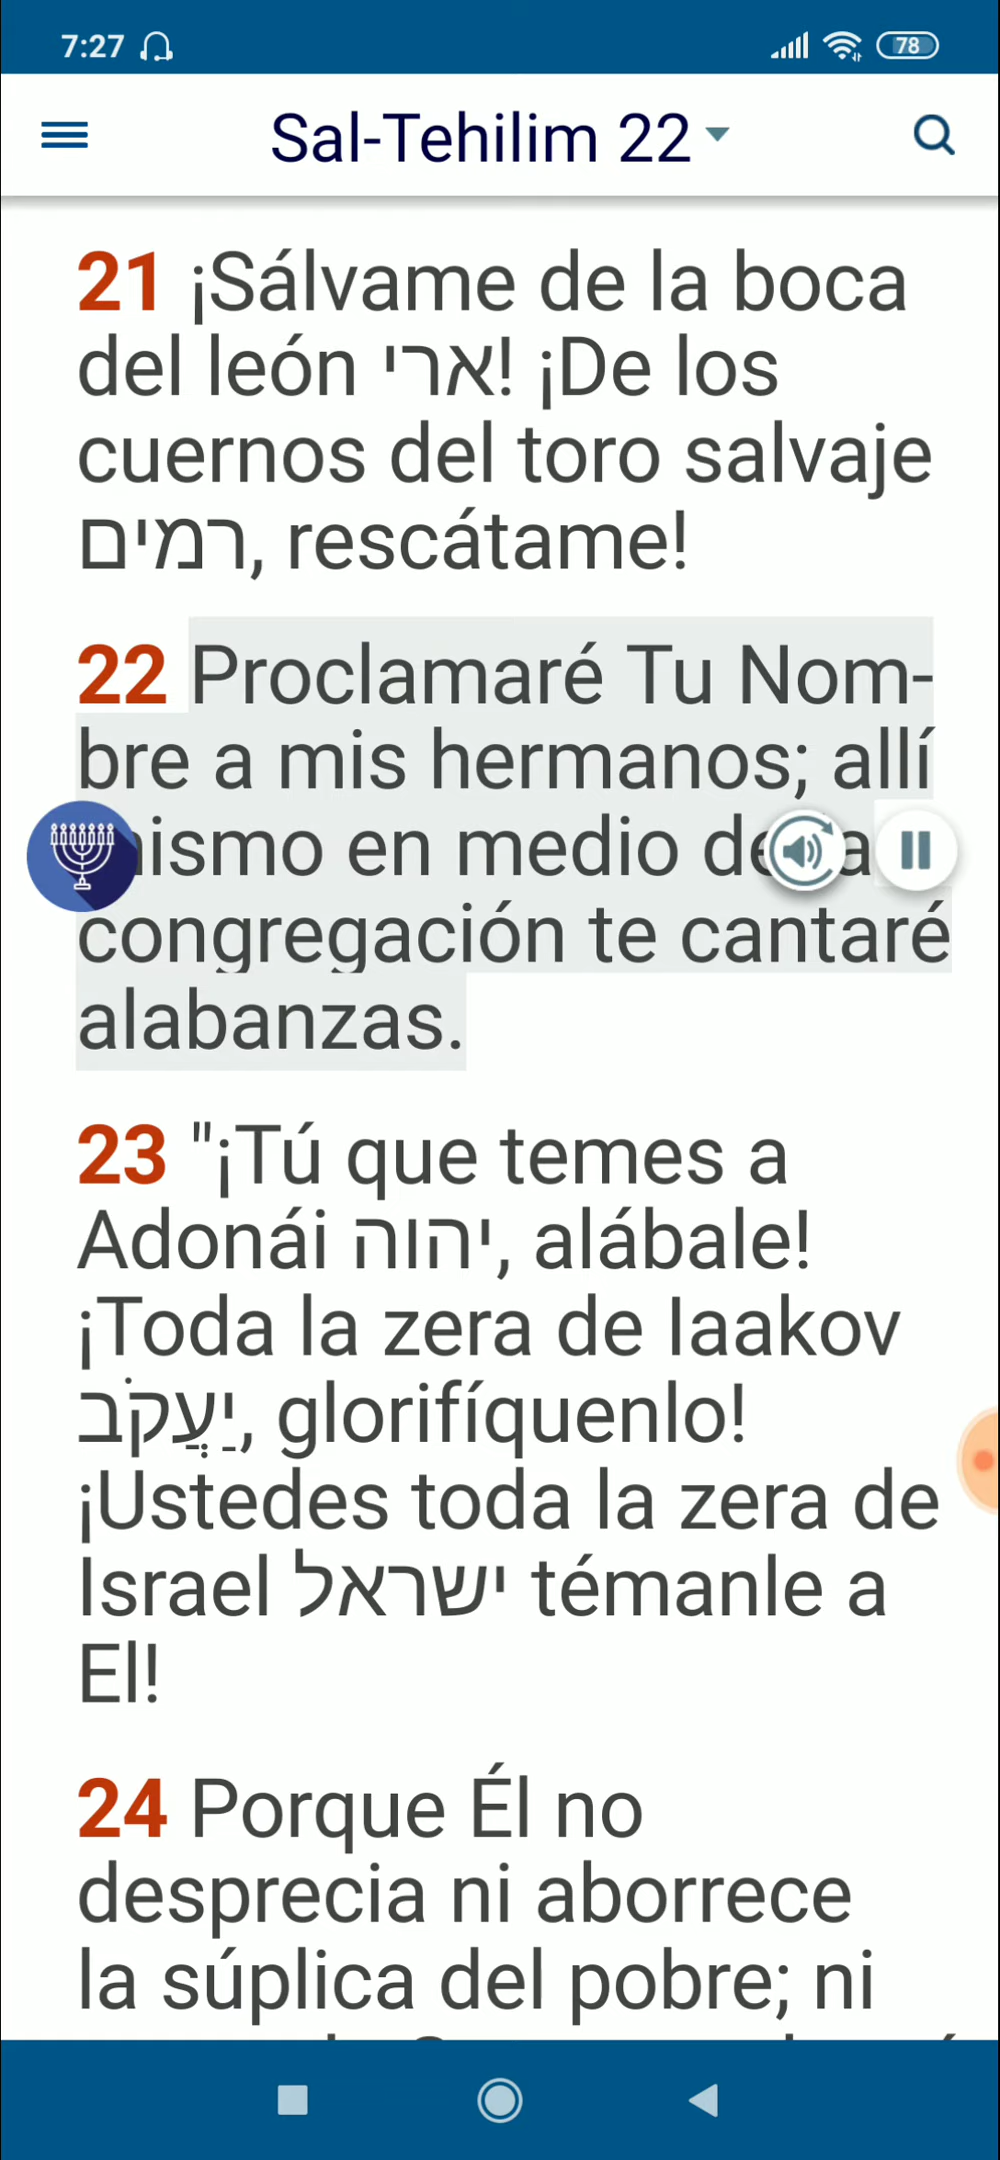 7:27
78
Sal-Tehilim 22
21 ¡Sálvame de la boca
del león ארי! ¡De los
cuernos del toro salvaje
רמים, rescátame!
22 Proclamaré Tu Nom-
bre a mis hermanos; allí
en medio
congregación te cantaré
alabanzas.
23 "¡Tú que temes a
Adonái יהוה, alábale!
¡Toda la zera de Iaakov
יַעֲקֹב, glorifíquenlo!
¡Ustedes toda la zera de
Israel ישראל témanle a
El!
24 Porque Él no
desprecia ni aborrece
la súplica del pobre; ni